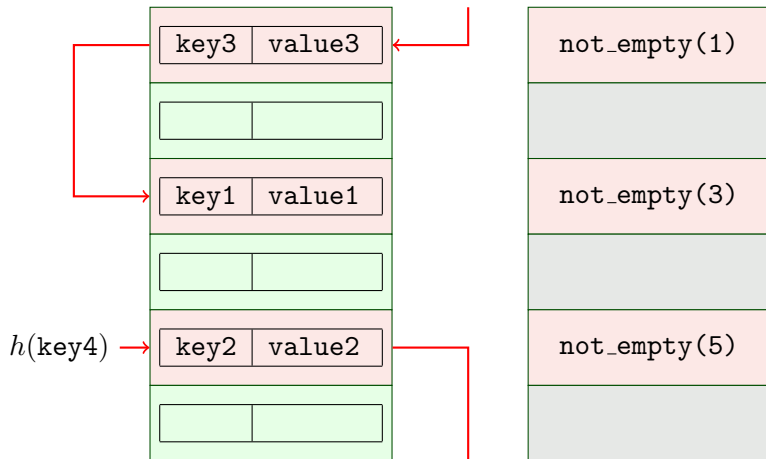 key3 value3 not_empty(1)
key1 value1 not_empty(3)
h(key4) key2 value2 not_empty(5)